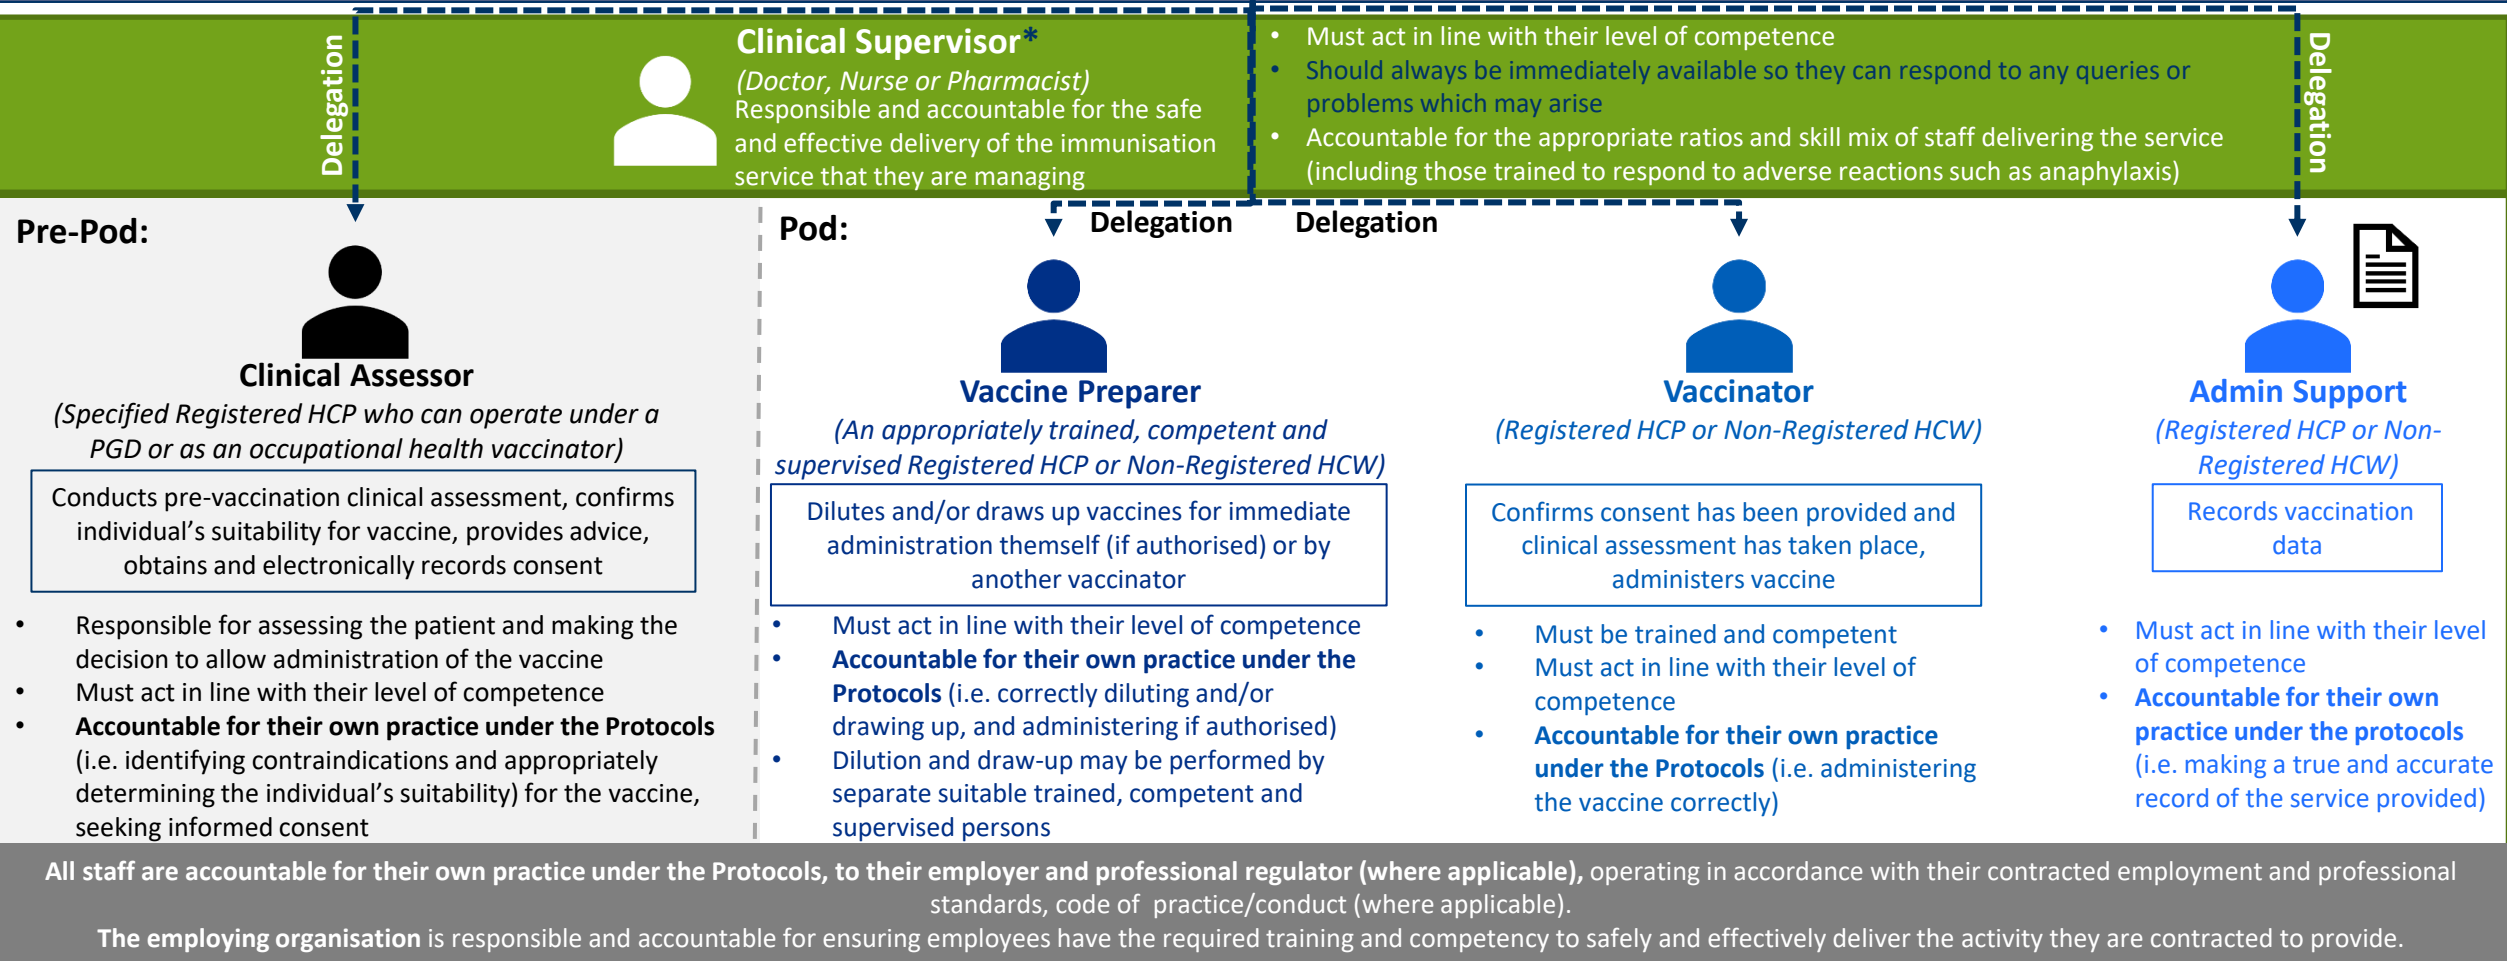 Delegation
Clinical Supervisor*
(Doctor, Nurse or Pharmacist)
Responsible and accountable for the safe
and effective delivery of the immunisation
service that they are managing
• Must act in line with their level of competence
• Should always be immediately available so they can respond to any queries or
problems which may arise
• Accountable for the appropriate ratios and skill mix of staff delivering the service
(including those trained to respond to adverse reactions such as anaphylaxis)
Delegation
Pre-Pod:
Clinical Assessor
(Specified Registered HCP who can operate under a
PGD or as an occupational health vaccinator)
Conducts pre-vaccination clinical assessment, confirms
individual’s suitability for vaccine, provides advice,
obtains and electronically records consent
• Responsible for assessing the patient and making the
decision to allow administration of the vaccine
• Must act in line with their level of competence
• Accountable for their own practice under the Protocols
(i.e. identifying contraindications and appropriately
determining the individual’s suitability) for the vaccine,
seeking informed consent
Pod:
Delegation
Delegation
Vaccine Preparer
(An appropriately trained, competent and
supervised Registered HCP or Non-Registered HCW)
Dilutes and/or draws up vaccines for immediate
administration themself (if authorised) or by
another vaccinator
• Must act in line with their level of competence
• Accountable for their own practice under the
Protocols (i.e. correctly diluting and/or
drawing up, and administering if authorised)
• Dilution and draw-up may be performed by
separate suitable trained, competent and
supervised persons
Vaccinator
(Registered HCP or Non-Registered HCW)
Confirms consent has been provided and
clinical assessment has taken place,
administers vaccine
• Must be trained and competent
• Must act in line with their level of
competence
• Accountable for their own practice
under the Protocols (i.e. administering
the vaccine correctly)
Admin Support
(Registered HCP or Non-
Registered HCW)
Records vaccination
data
• Must act in line with their level
of competence
• Accountable for their own
practice under the protocols
(i.e. making a true and accurate
record of the service provided)
All staff are accountable for their own practice under the Protocols, to their employer and professional regulator (where applicable), operating in accordance with their contracted employment and professional
standards, code of practice/conduct (where applicable).
The employing organisation is responsible and accountable for ensuring employees have the required training and competency to safely and effectively deliver the activity they are contracted to provide.